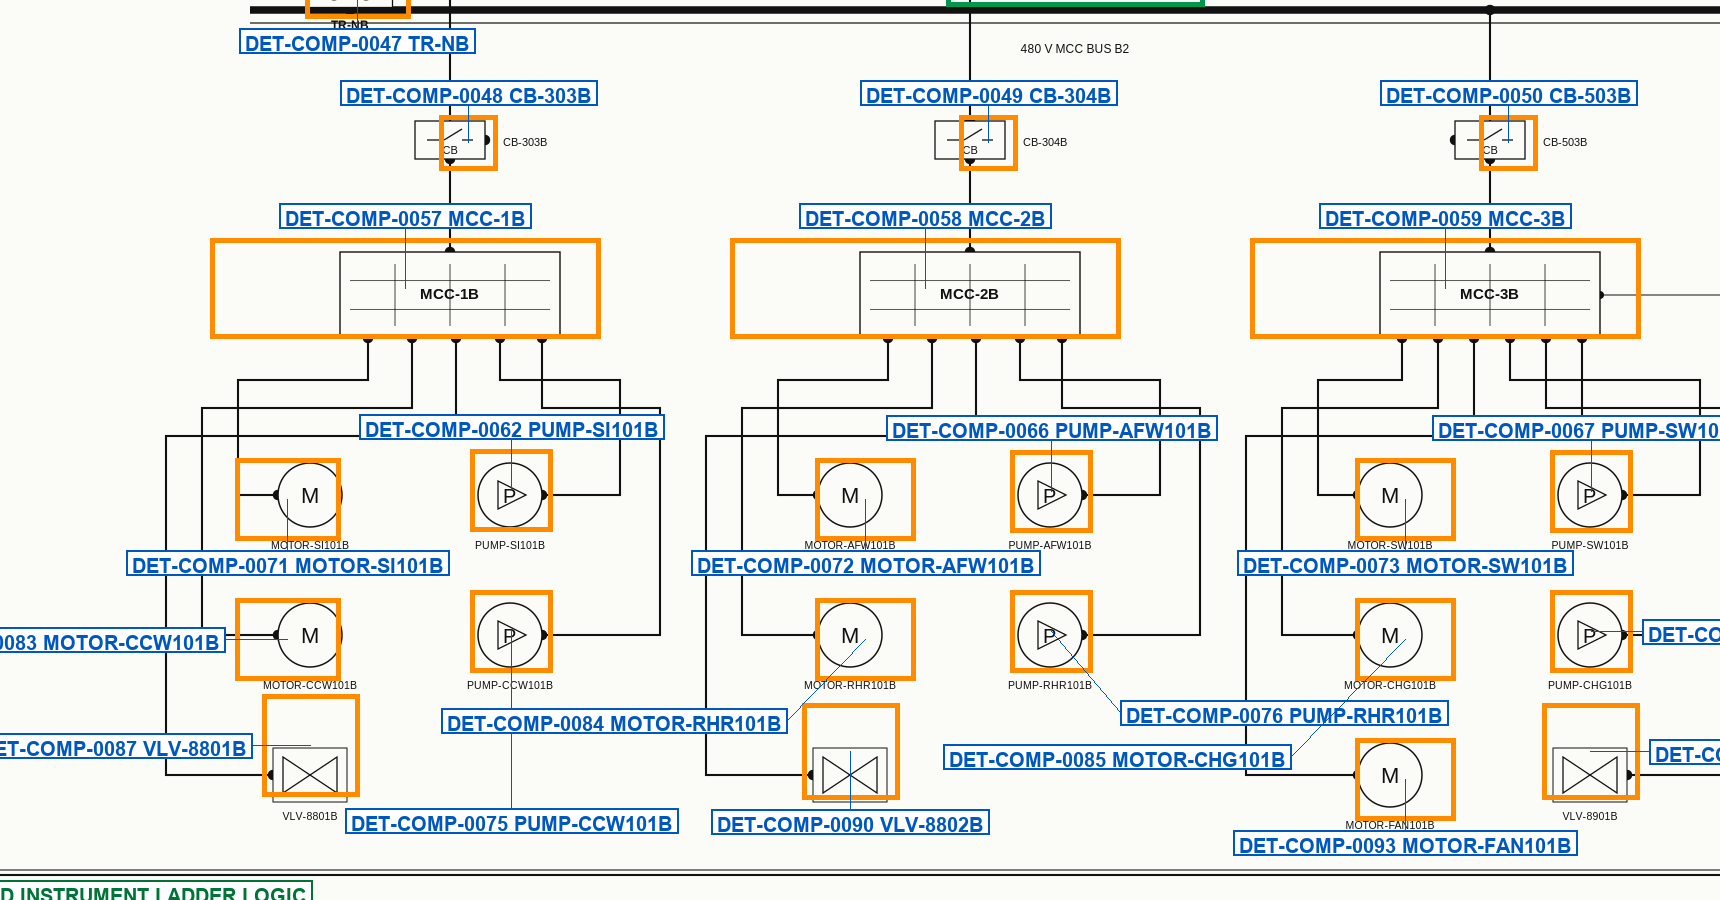 TR-NB
DET-COMP-0047 TR-NB
480 V MCC BUS B2
DET-COMP-0048 CB-303B
DET-COMP-0049 CB-304B
DET-COMP-0050 CB-503B
CB
CB-303B
CB
CB-304B
CB
CB-503B
DET-COMP-0057 MCC-1B
DET-COMP-0058 MCC-2B
DET-COMP-0059 MCC-3B
MCC-1B
MCC-2B
MCC-3B
DET-COMP-0062 PUMP-SI101B
DET-COMP-0066 PUMP-AFW101B
DET-COMP-0067 PUMP-SW10
M
P
M
P
M
P
MOTOR-SI101B
PUMP-SI101B
MOTOR-AFW101B
PUMP-AFW101B
MOTOR-SW101B
PUMP-SW101B
DET-COMP-0071 MOTOR-SI101B
DET-COMP-0072 MOTOR-AFW101B
DET-COMP-0073 MOTOR-SW101B
0083 MOTOR-CCW101B
M
P
M
P
M
P
DET-CO
MOTOR-CCW101B
PUMP-CCW101B
MOTOR-RHR101B
PUMP-RHR101B
MOTOR-CHG101B
PUMP-CHG101B
DET-COMP-0084 MOTOR-RHR101B
DET-COMP-0076 PUMP-RHR101B
ET-COMP-0087 VLV-8801B
DET-COMP-0085 MOTOR-CHG101B
DET-CO
M
VLV-8801B
DET-COMP-0075 PUMP-CCW101B
DET-COMP-0090 VLV-8802B
MOTOR-FAN101B
VLV-8901B
DET-COMP-0093 MOTOR-FAN101B
D INSTRUMENT LADDER LOGIC